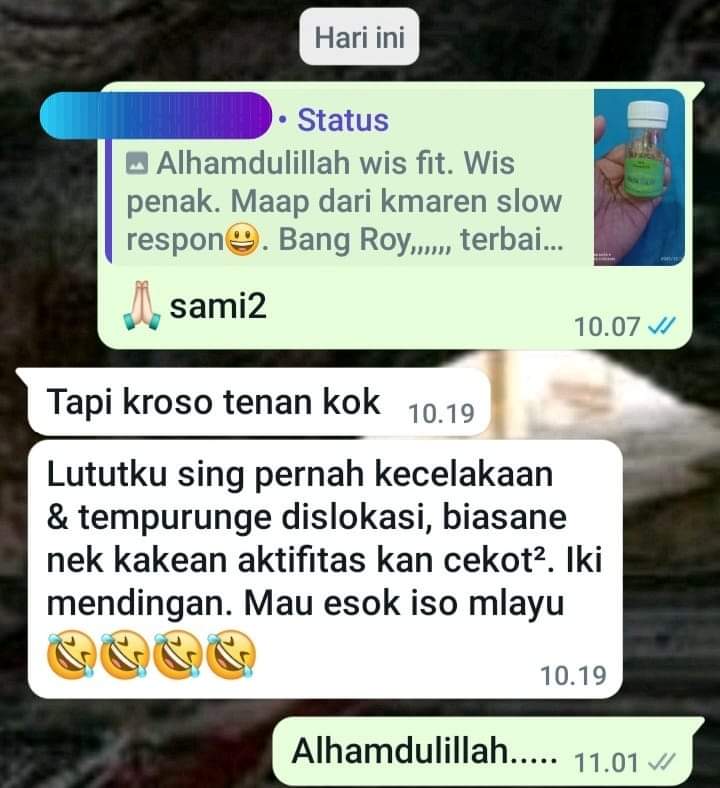 Hari ini
• Status
Alhamdulillah wis fit. Wis
penak. Maap dari kmaren slow
respon😃. Bang Roy,,,,,, terbai...
🙏🏻 sami2
10.07
Tapi kroso tenan kok
10.19
Lututku sing pernah kecelakaan
& tempurunge dislokasi, biasane
nek kakean aktifitas kan cekot². Iki
mendingan. Mau esok iso mlayu
🤣🤣🤣🤣
10.19
Alhamdulillah.....
11.01